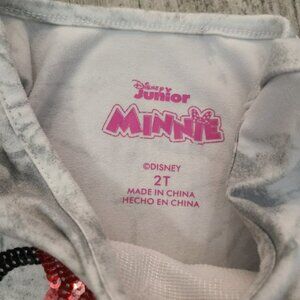 Disney
Junior
MINNIE
©DISNEY
2T
MADE IN CHINA
HECHO EN CHINA